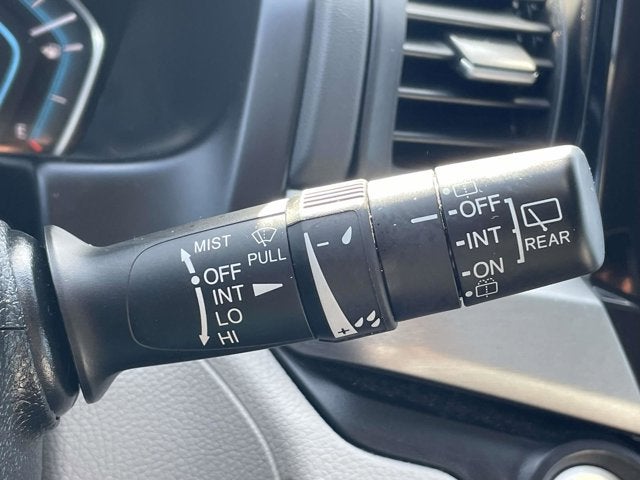 MIST
PULL
OFF
INT
LO
HI
- +
OFF
INT
ON
REAR
E